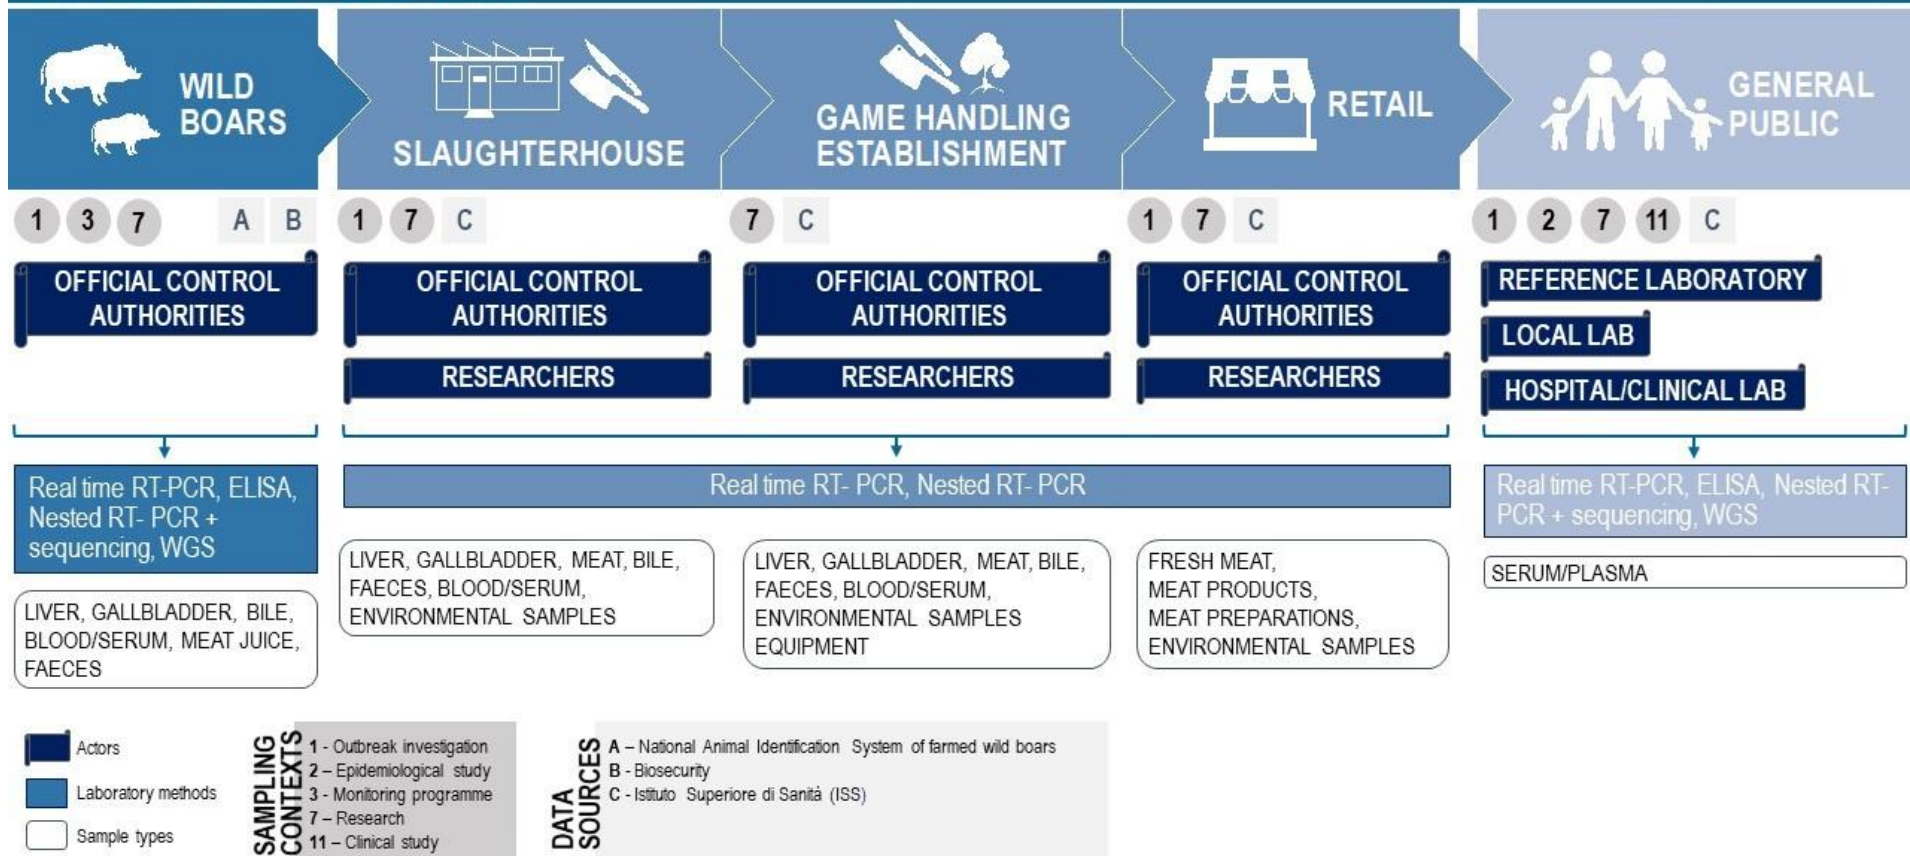 WILD
BOARS
SLAUGHTERHOUSE
GAME HANDLING
ESTABLISHMENT
RETAIL
GENERAL
PUBLIC
1 3 7 A B
1 7 C
7 C
1 7 C
1 2 7 11 C
OFFICIAL CONTROL
AUTHORITIES
OFFICIAL CONTROL
AUTHORITIES
RESEARCHERS
OFFICIAL CONTROL
AUTHORITIES
RESEARCHERS
OFFICIAL CONTROL
AUTHORITIES
RESEARCHERS
REFERENCE LABORATORY
LOCAL LAB
HOSPITAL/CLINICAL LAB
Real time RT-PCR, ELISA,
Nested RT- PCR +
sequencing, WGS
Real time RT- PCR, Nested RT- PCR
Real time RT-PCR, ELISA, Nested RT-
PCR + sequencing, WGS
LIVER, GALLBLADDER, BILE,
BLOOD/SERUM, MEAT JUICE,
FAECES
LIVER, GALLBLADDER, MEAT, BILE,
FAECES, BLOOD/SERUM,
ENVIRONMENTAL SAMPLES
LIVER, GALLBLADDER, MEAT, BILE,
FAECES, BLOOD/SERUM,
ENVIRONMENTAL SAMPLES
EQUIPMENT
FRESH MEAT,
MEAT PRODUCTS,
MEAT PREPARATIONS,
ENVIRONMENTAL SAMPLES
SERUM/PLASMA
Actors
Laboratory methods
Sample types
SAMPLING
CONTEXTS
1 - Outbreak investigation
2 – Epidemiological study
3 - Monitoring programme
7 – Research
11 – Clinical study
DATA
SOURCES
A – National Animal Identification System of farmed wild boars
B - Biosecurity
C - Istituto Superiore di Sanitá (ISS)